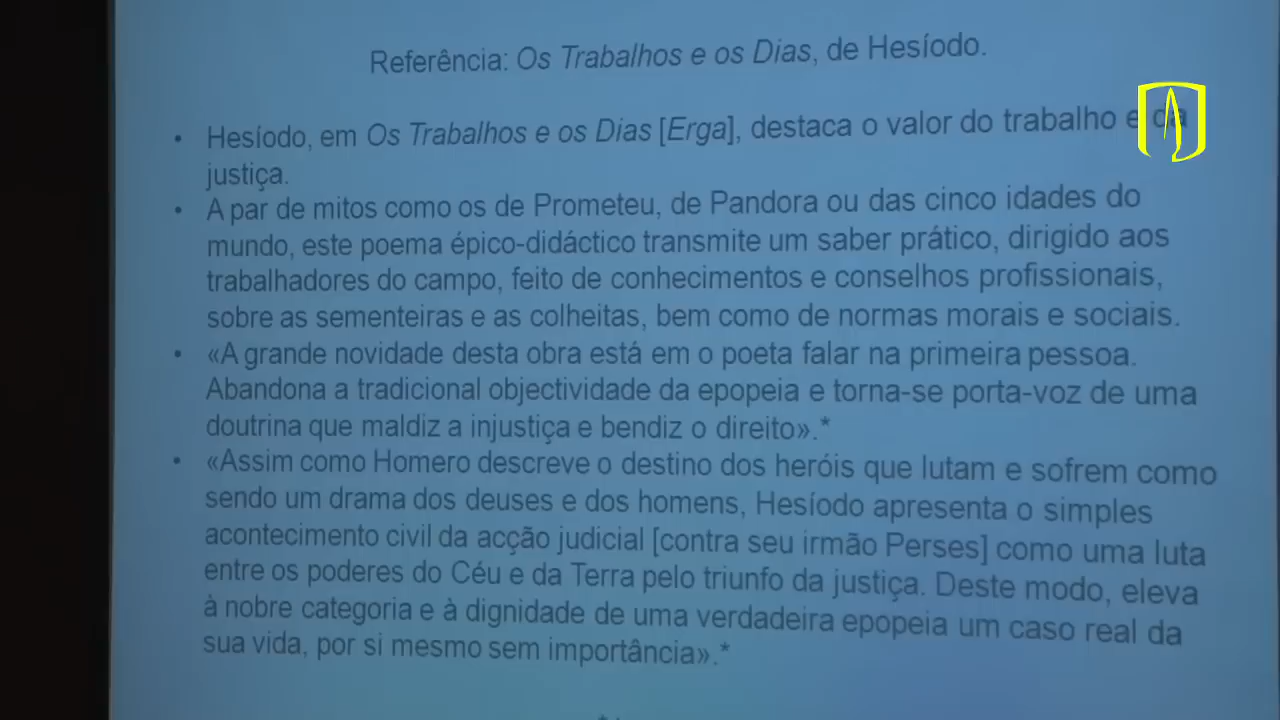 Referência: Os Trabalhos e os Dias, de Hesíodo.
• Hesíodo, em Os Trabalhos e os Dias [Erga], destaca o valor do trabalho e da
justiça.
• A par de mitos como os de Prometeu, de Pandora ou das cinco idades do
mundo, este poema épico-didáctico transmite um saber prático, dirigido aos
trabalhadores do campo, feito de conhecimentos e conselhos profissionais,
sobre as sementeiras e as colheitas, bem como de normas morais e sociais.
• «A grande novidade desta obra está em o poeta falar na primeira pessoa.
Abandona a tradicional objectividade da epopeia e torna-se porta-voz de uma
doutrina que maldiz a injustiça e bendiz o direito».*
• «Assim como Homero descreve o destino dos heróis que lutam e sofrem como
sendo um drama dos deuses e dos homens, Hesíodo apresenta o simples
acontecimento civil da acção judicial [contra seu irmão Perses] como uma luta
entre os poderes do Céu e da Terra pelo triunfo da justiça. Deste modo, eleva
à nobre categoria e à dignidade de uma verdadeira epopeia um caso real da
sua vida, por si mesmo sem importância».*